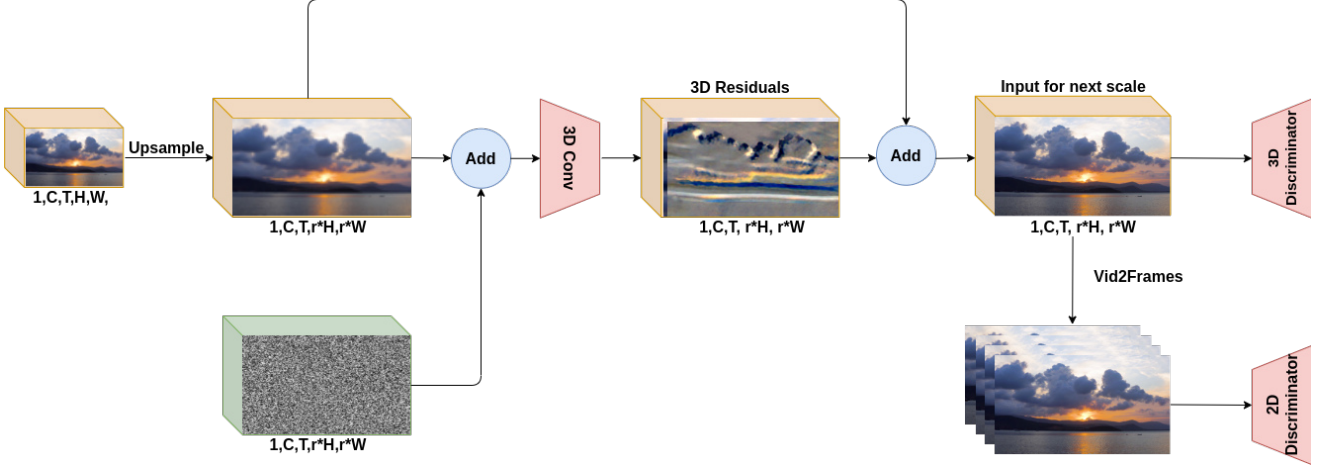 3D Residuals
Input for next scale
Upsample
Add
3D Conv
Add
3D
Discriminator
1,C,T,H,W,
1,C,T,r*H,r*W
1,C,T, r*H, r*W
1,C,T, r*H, r*W
Vid2Frames
2D
Discriminator
1,C,T,r*H,r*W